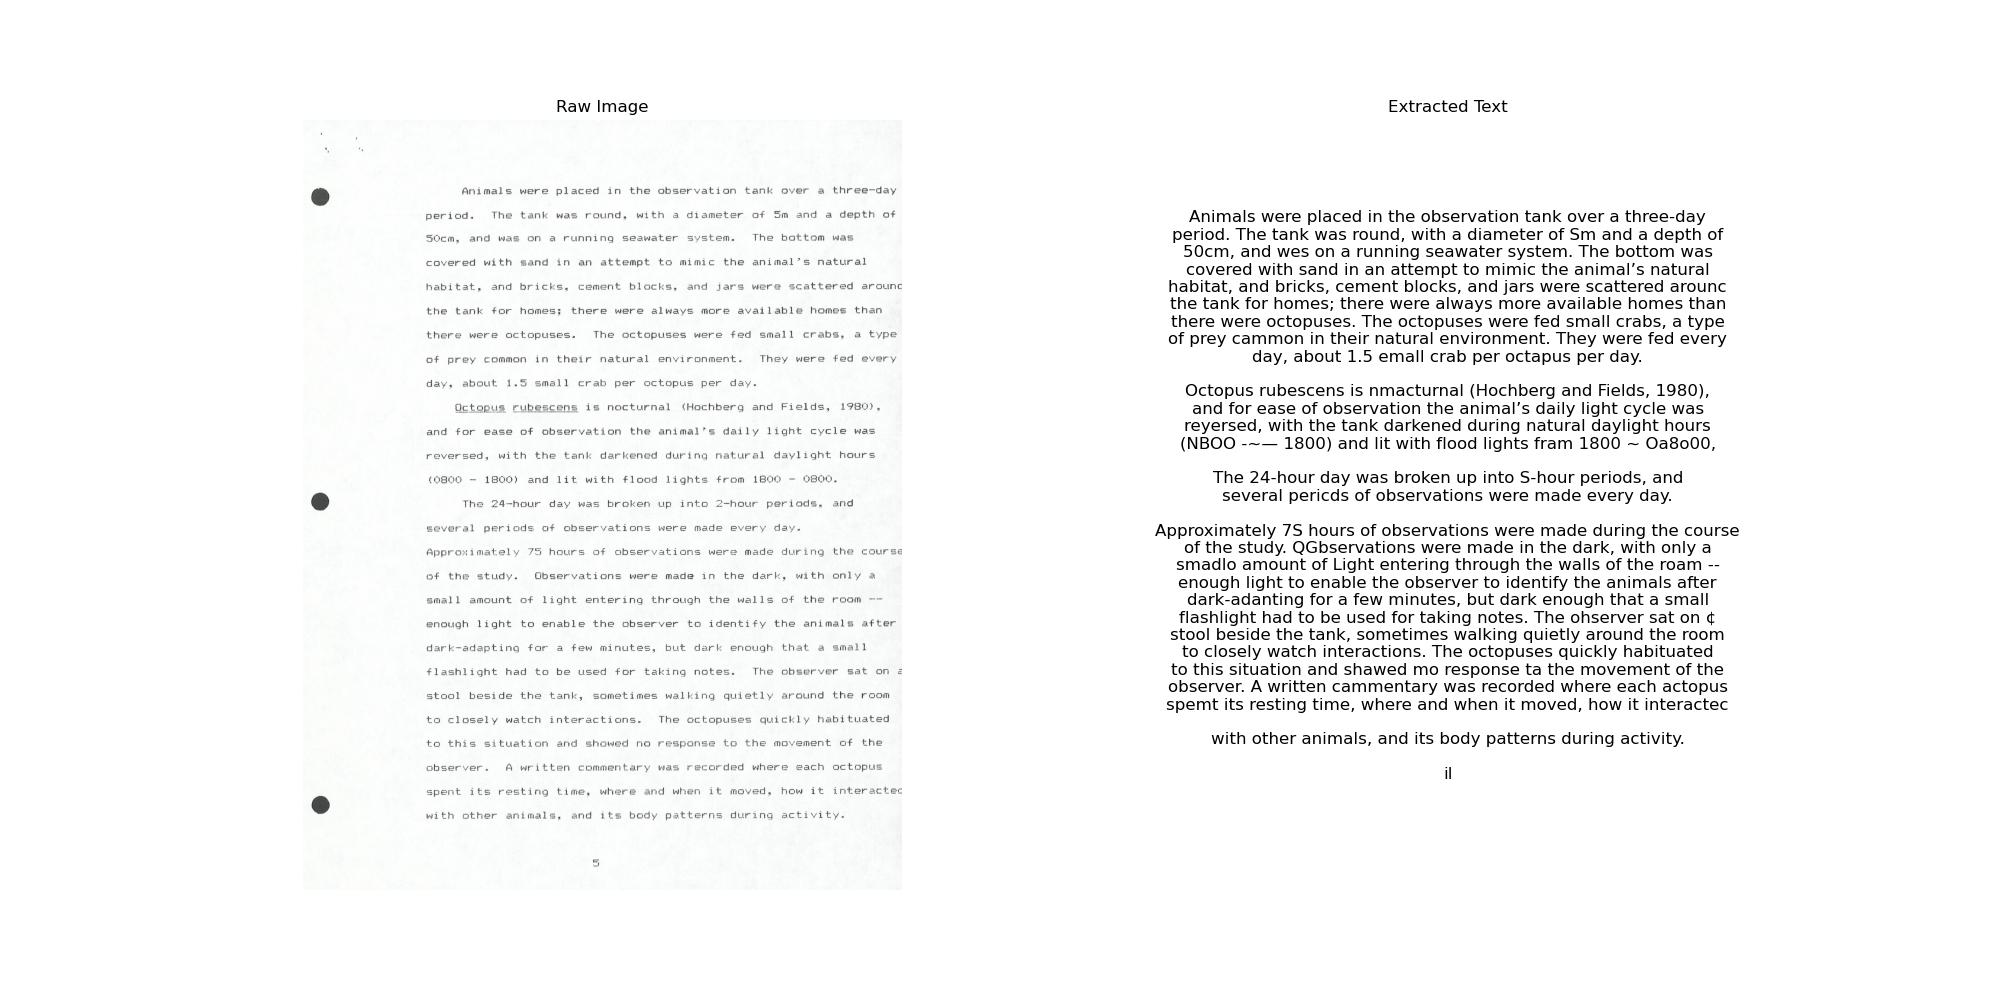 Raw Image
Animals were placed in the observation tank over a three-day
period. The tank was round, with a diameter of 5m and a depth of
50cm, and was on a running seawater system. The bottom was
covered with sand in an attempt to mimic the animal's natural
habitat, and bricks, cement blocks, and jars were scattered around
the tank for homes; there were always more available homes than
there were octopuses. The octopuses were fed small crabs, a type
of prey common in their natural environment. They were fed every
day, about 1.5 small crab per octopus per day.
Octopus rubescens is nocturnal (Hochberg and Fields, 1980),
and for ease of observation the animal's daily light cycle was
reversed, with the tank darkened during natural daylight hours
(0800 - 1800) and lit with flood lights from 1800 - 0800.
The 24-hour day was broken up into 2-hour periods, and
several periods of observations were made every day.
Approximately 75 hours of observations were made during the course
of the study. Observations were made in the dark, with only a
small amount of light entering through the walls of the room --
enough light to enable the observer to identify the animals after
dark-adapting for a few minutes, but dark enough that a small
flashlight had to be used for taking notes. The observer sat on a
stool beside the tank, sometimes walking quietly around the room
to closely watch interactions. The octopuses quickly habituated
to this situation and showed no response to the movement of the
observer. A written commentary was recorded where each octopus
spent its resting time, where and when it moved, how it interacted
with other animals, and its body patterns during activity.
5
Extracted Text
Animals were placed in the observation tank over a three-day
period. The tank was round, with a diameter of Sm and a depth of
50cm, and wes on a running seawater system. The bottom was
covered with sand in an attempt to mimic the animal’s natural
habitat, and bricks, cement blocks, and jars were scattered arounc
the tank for homes; there were always more available homes than
there were octopuses. The octopuses were fed small crabs, a type
of prey cammon in their natural environment. They were fed every
day, about 1.5 email crab per octapus per day.
Octopus rubescens is nmacturnal (Hochberg and Fields, 1980),
and for ease of observation the animal’s daily light cycle was
reyersed, with the tank darkened during natural daylight hours
(NBOO -~— 1800) and lit with flood lights fram 1800 ~ Oa8o00,
The 24-hour day was broken up into S-hour periods, and
several pericds of observations were made every day.
Approximately 7S hours of observations were made during the course
of the study. QGbservations were made in the dark, with only a
smadlo amount of Light entering through the walls of the roam --
enough light to enable the observer to identify the animals after
dark-adanting for a few minutes, but dark enough that a small
flashlight had to be used for taking notes. The ohserver sat on ¢
stool beside the tank, sometimes walking quietly around the room
to closely watch interactions. The octopuses quickly habituated
to this situation and shawed mo response ta the movement of the
observer. A written cammentary was recorded where each actopus
spemt its resting time, where and when it moved, how it interactec
with other animals, and its body patterns during activity.
il